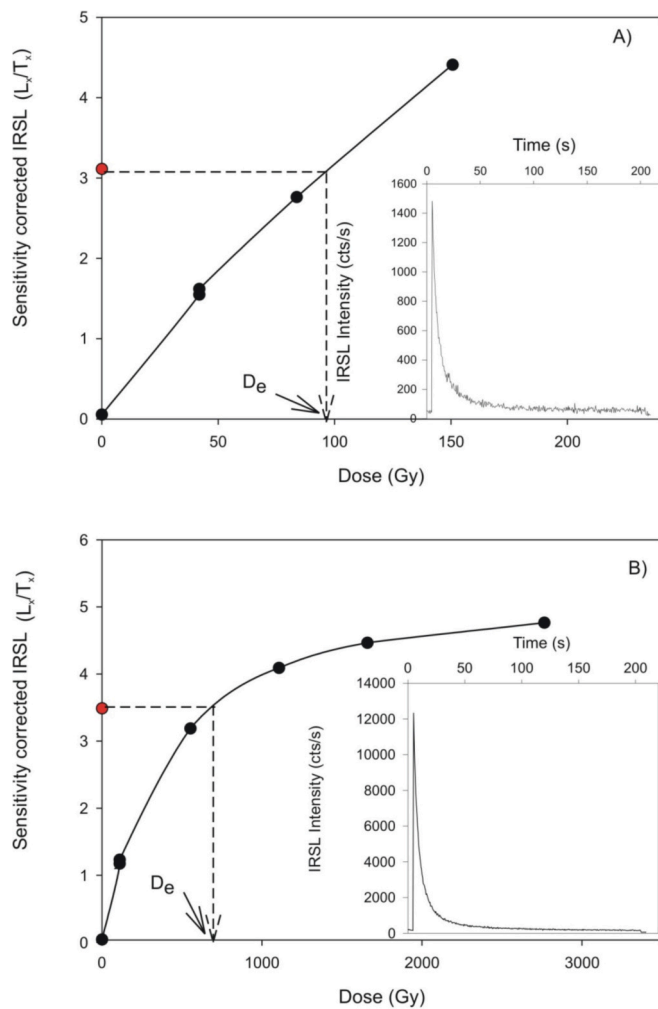 A)
Sensitivity corrected IRSL (Lx/Tx)
5
4
3
2
1
0
0 50 100 150 200
Dose (Gy)
De
Time (s)
0 50 100 150 200
IRSL Intensity (cts/s)
1600
1400
1200
1000
800
600
400
200
0
B)
Sensitivity corrected IRSL (Lx/Tx)
6
5
4
3
2
1
0
0 1000 2000 3000
Dose (Gy)
De
Time (s)
0 50 100 150 200
IRSL Intensity (cts/s)
14000
12000
10000
8000
6000
4000
2000
0